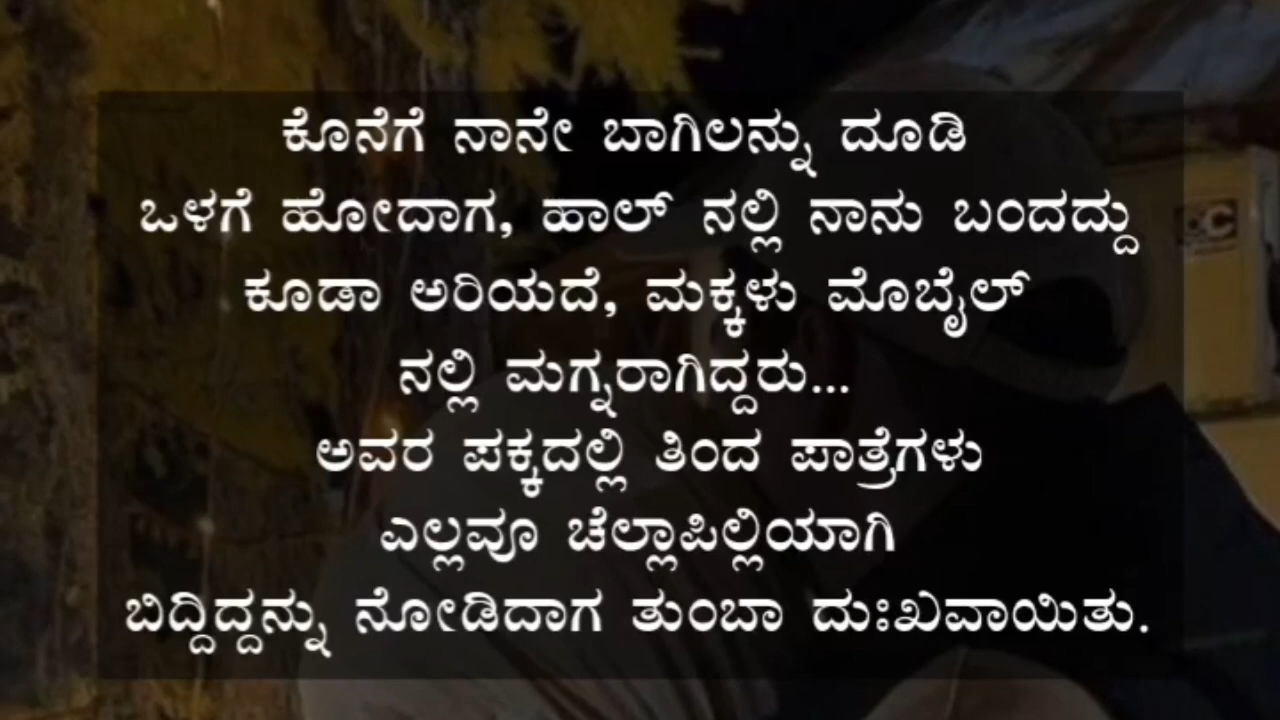 ಕೊನೆಗೆ ನಾನೇ ಬಾಗಿಲನ್ನು ದೂಡಿ
ಒಳಗೆ ಹೋದಾಗ, ಹಾಲ್ ನಲ್ಲಿ ನಾನು ಬಂದದ್ದು
ಕೂಡಾ ಅರಿಯದೆ, ಮಕ್ಕಳು ಮೊಬೈಲ್
ನಲ್ಲಿ ಮಗ್ನರಾಗಿದ್ದರು...
ಅವರ ಪಕ್ಕದಲ್ಲಿ ತಿಂದ ಪಾತ್ರೆಗಳು
ಎಲ್ಲವೂ ಚೆಲ್ಲಾಪಿಲ್ಲಿಯಾಗಿ
ಬಿದ್ದಿದ್ದನ್ನು ನೋಡಿದಾಗ ತುಂಬಾ ದುಃಖವಾಯಿತು.